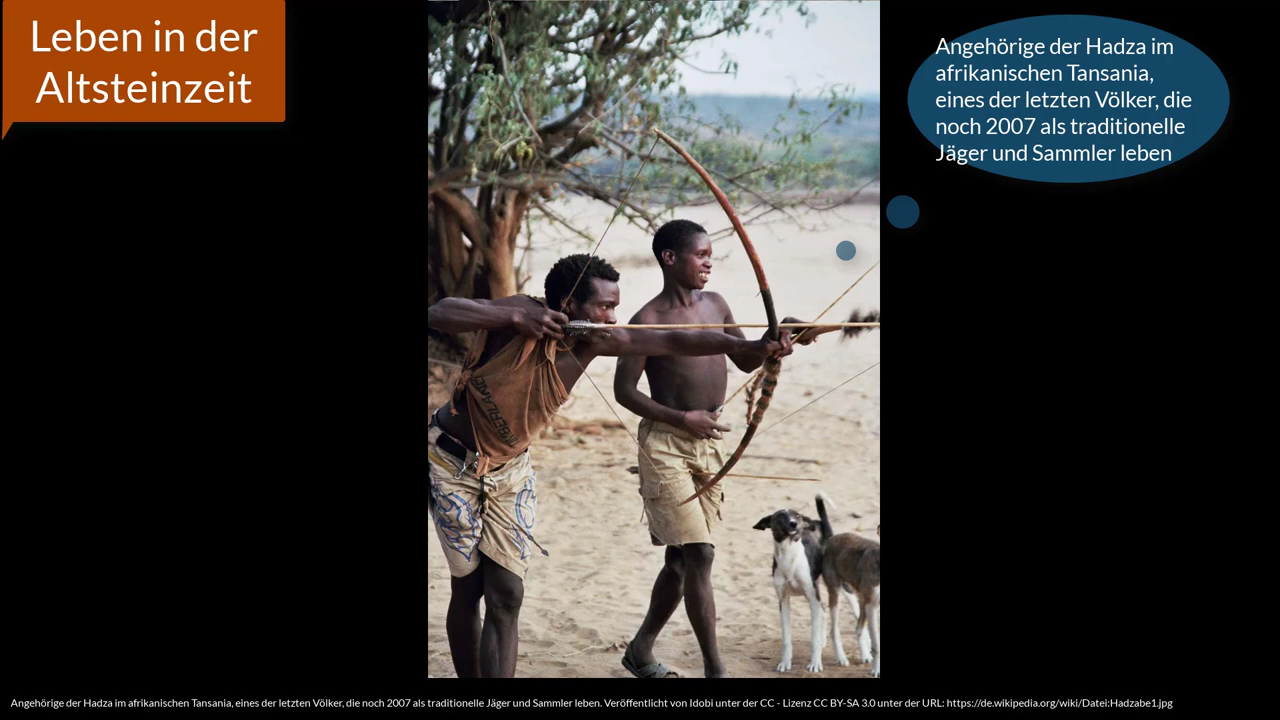 Leben in der
Altsteinzeit
Angehörige der Hadza im
afrikanischen Tansania,
eines der letzten Völker, die
noch 2007 als traditionelle
Jäger und Sammler leben
Angehörige der Hadza im afrikanischen Tansania, eines der letzten Völker, die noch 2007 als traditionelle Jäger und Sammler leben. Veröffentlicht von Idobi unter der CC - Lizenz CC BY-SA 3.0 unter der URL: https://de.wikipedia.org/wiki/Datei:Hadzabe1.jpg